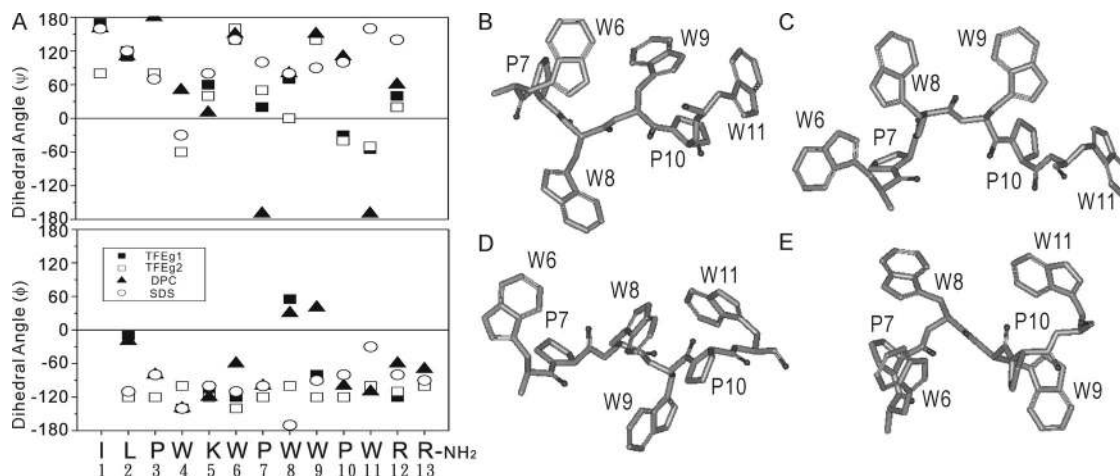 A
Dihedral Angle (ψ)
180
120
60
0
-60
-120
-180
Dihedral Angle (ϕ)
120
60
0
-60
-120
-180
TFEg1
TFEg2
DPC
SDS
I L P W K W P W W P W R R-NH2
1 2 3 4 5 6 7 8 9 10 11 12 13
B
W6
P7
W9
W8
P10
W11
C
W9
W8
W6
P7
P10
W11
D
W6
P7
W8
W11
W9
P10
E
W11
W8
P7
P10
W6
W9